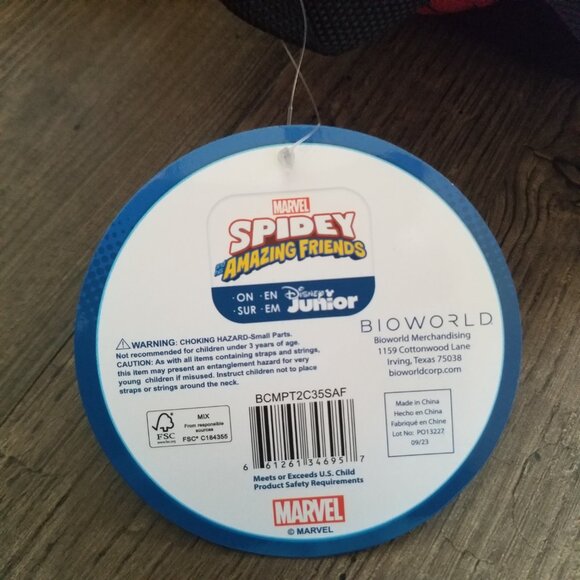 MARVEL
SPIDEY
AND HIS
AMAZING FRIENDS
· ON · EN Disney
· SUR · EM Junior
BIOWORLD
Bioworld Merchandising
1159 Cottonwood Lane
Irving, Texas 75038
bioworldcorp.com
⚠WARNING: CHOKING HAZARD-Small Parts.
Not recommended for children under 3 years of age.
CAUTION: As with all items containing straps and strings,
this item may present an entanglement hazard for very
young children if misused. Instruct children not to place
straps or strings around the neck.
FSC
www.fsc.org
MIX
From responsible
sources
FSC® C184355
BCMPT2C35SAF
6 61261 34695 7
Meets or Exceeds U.S. Child
Product Safety Requirements
Made in China
Hecho en China
Fabriqué en Chine
Lot No: PO13227
09/23
MARVEL
© MARVEL